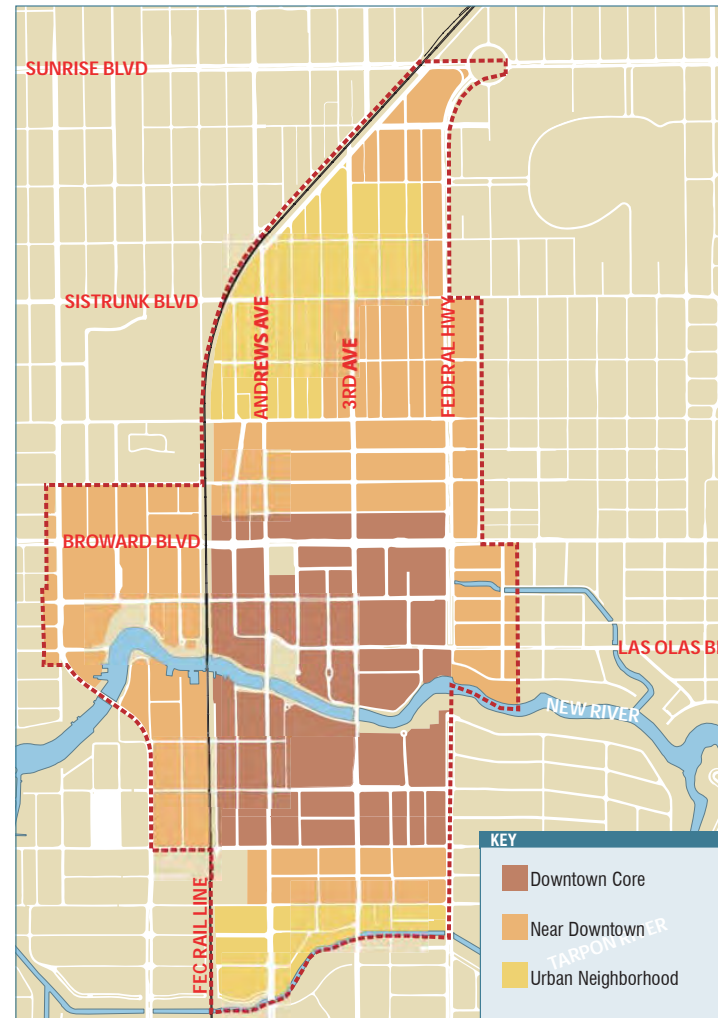 SUNRISE BLVD
SISTRUNK BLVD
ANDREWS AVE
3RD AVE
FEDERAL HWY
BROWARD BLVD
LAS OLAS BL
NEW RIVER
FEC RAIL LINE
KEY
Downtown Core
Near Downtown
TARPON RIVER
Urban Neighborhood